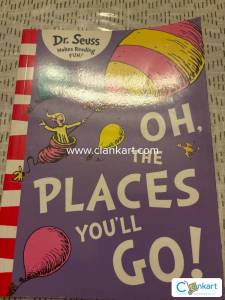 Dr. Seuss
Makes Reading
FUN!
OH,
THE
www.clankart.com
PLACES
YOU'LL
GO!
Clankart